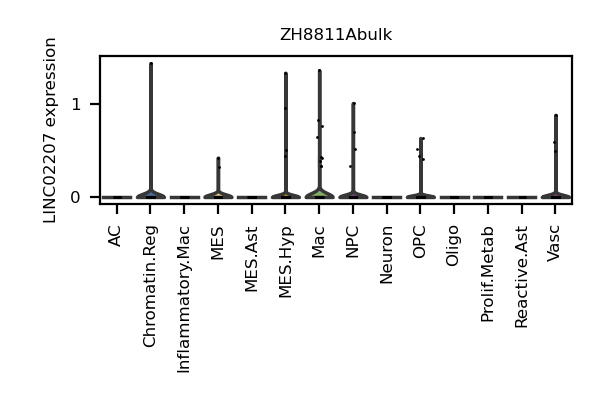 ZH8811Abulk
LINC02207 expression
1
0
AC
Chromatin.Reg
Inflammatory.Mac
MES
MES.Ast
MES.Hyp
Mac
NPC
Neuron
OPC
Oligo
Prolif.Metab
Reactive.Ast
Vasc